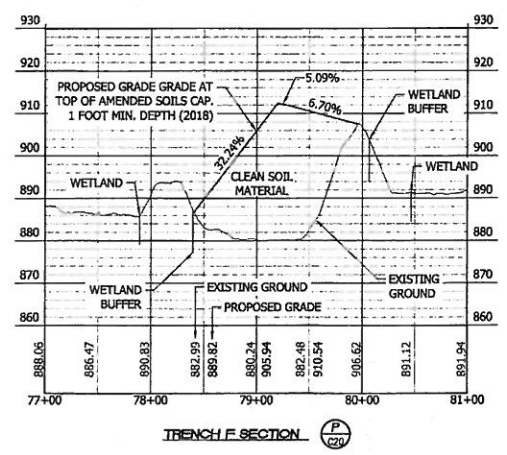 930
930
920
920
910
910
900
900
890
890
880
880
870
870
860
860
PROPOSED GRADE GRADE AT
TOP OF AMENDED SOILS CAP.
1 FOOT MIN. DEPTH (2018)
5.09%
6.70%
32.24%
WETLAND
BUFFER
WETLAND
CLEAN SOIL
MATERIAL
WETLAND
WETLAND
BUFFER
EXISTING GROUND
PROPOSED GRADE
EXISTING
GROUND
888.06
886.47
890.83
882.99
889.82
880.24
905.94
882.48
910.54
906.62
891.12
891.94
77+00
78+00
79+00
80+00
81+00
TRENCH F SECTION
P
C20